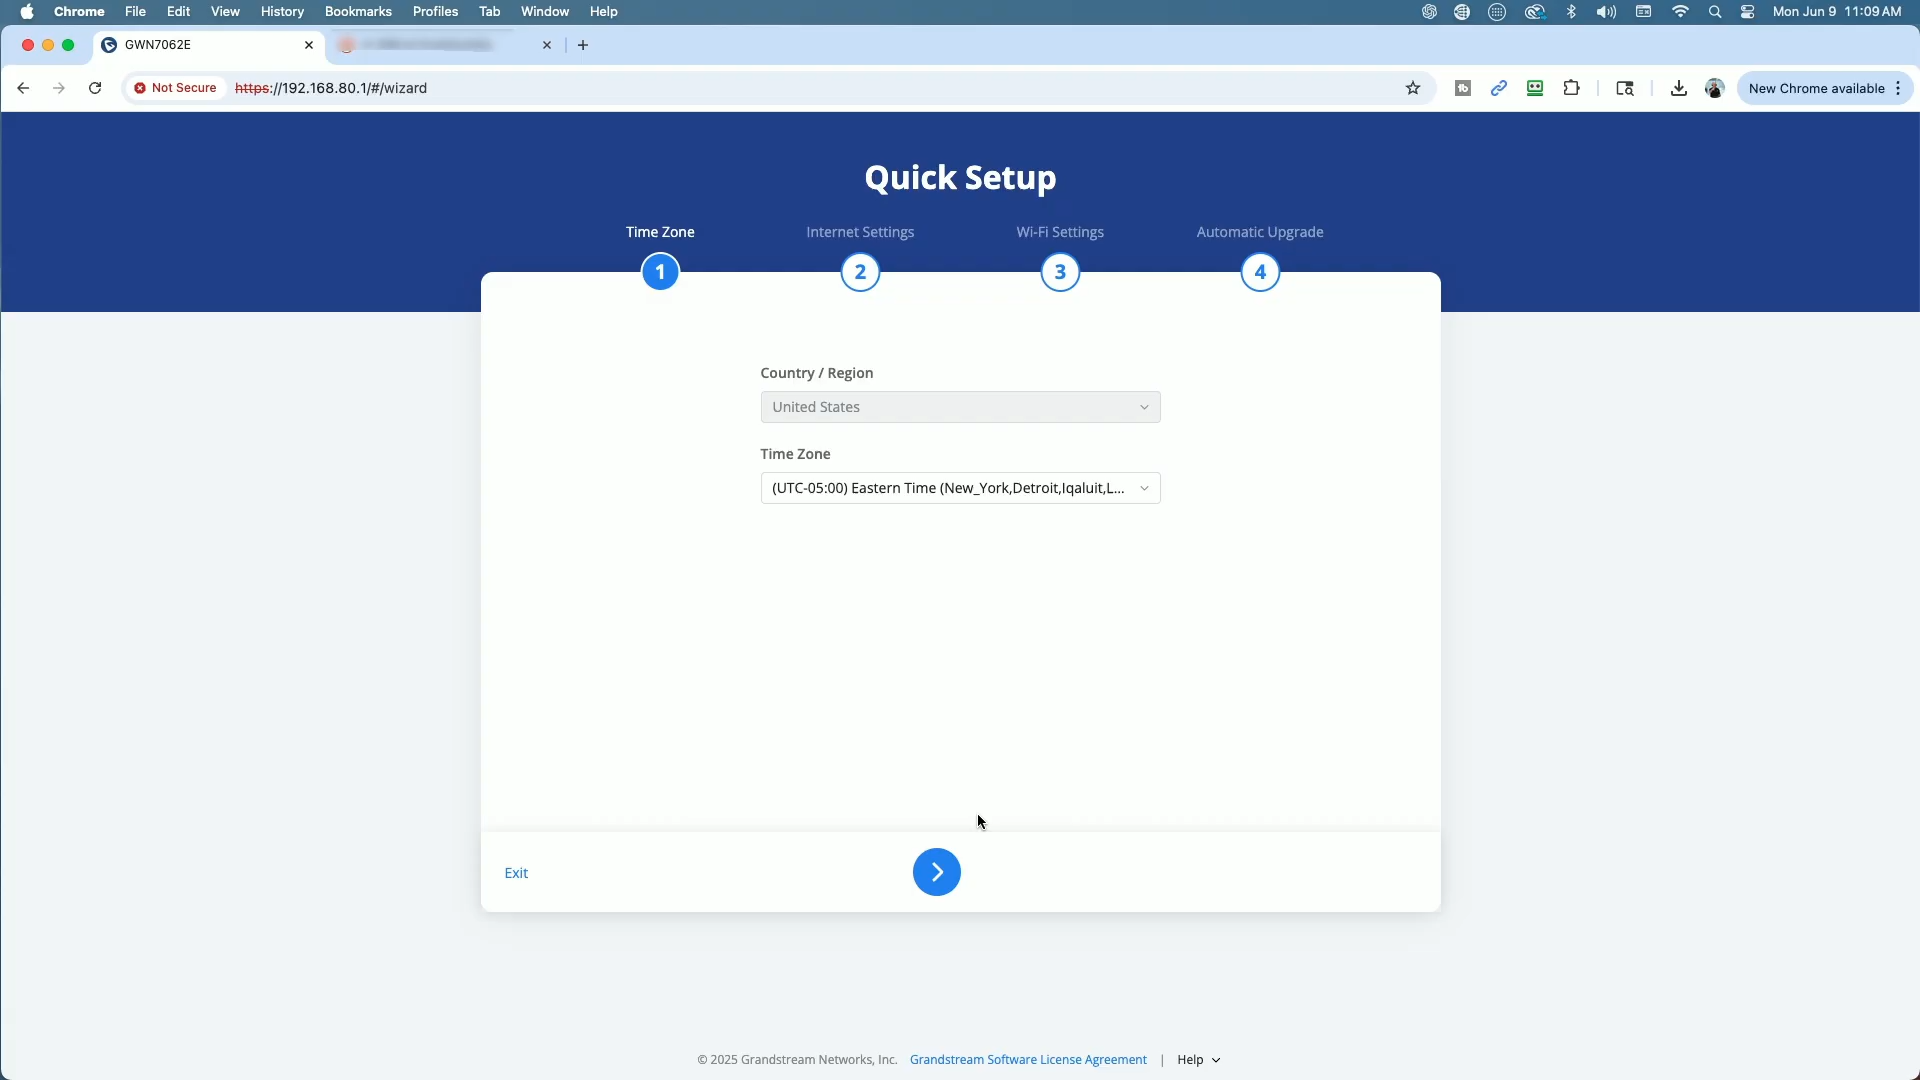 Chrome File Edit View History Bookmarks Profiles Tab Window Help Mon Jun 9 11:09 AM
GWN7062E
Not Secure https://192.168.80.1/#/wizard New Chrome available
Quick Setup
Time Zone Internet Settings Wi-Fi Settings Automatic Upgrade
1 2 3 4
Country / Region
United States
Time Zone
(UTC-05:00) Eastern Time (New_York,Detroit,Iqaluit,L...
Exit
© 2025 Grandstream Networks, Inc. Grandstream Software License Agreement | Help